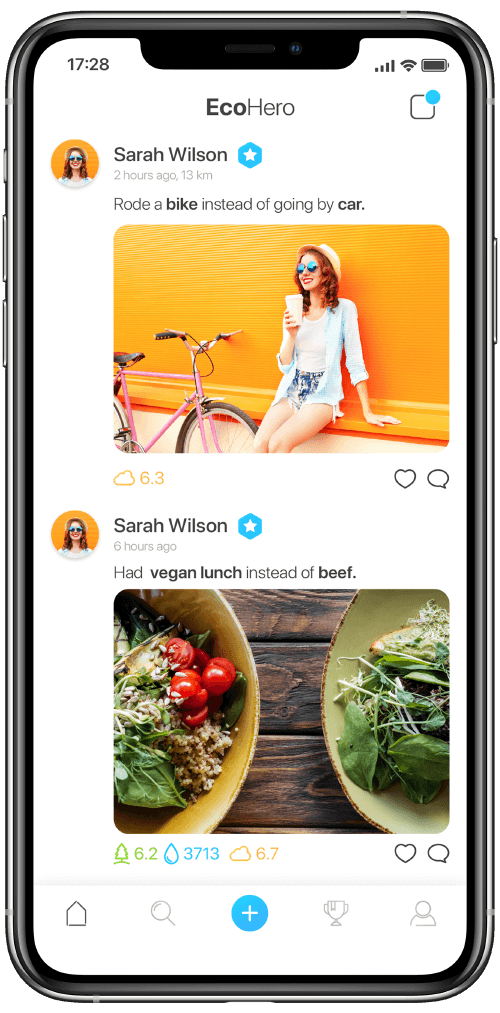 17:28
EcoHero
Sarah Wilson
2 hours ago, 13 km
Rode a bike instead of going by car.
6.3
Sarah Wilson
6 hours ago
Had vegan lunch instead of beef.
6.2 3713 6.7